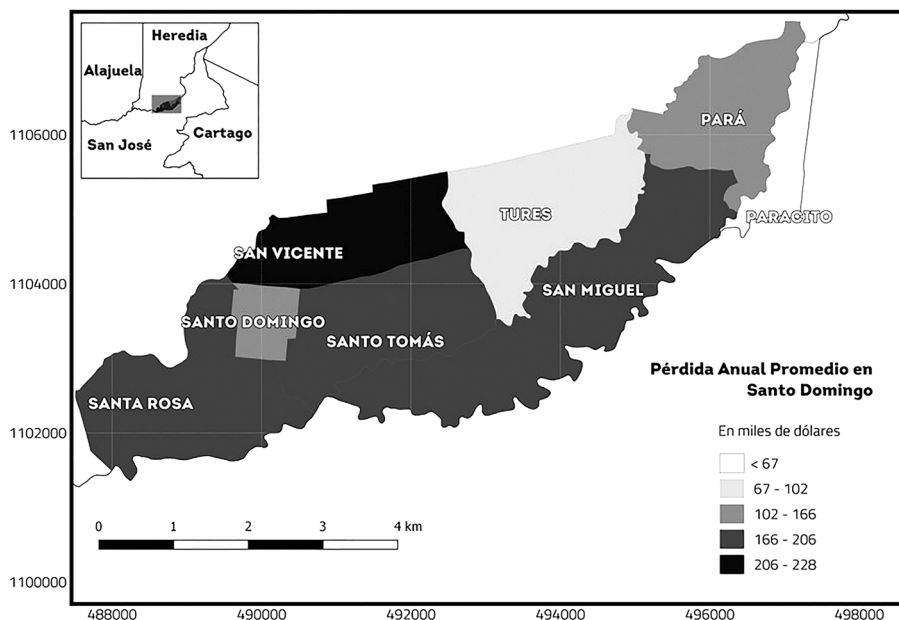 Heredia
Alajuela
San José
Cartago
1106000
1104000
1102000
1100000
PARÁ
TURES
PARACITO
SAN VICENTE
SAN MIGUEL
SANTO DOMINGO
SANTO TOMÁS
SANTA ROSA
Pérdida Anual Promedio en
Santo Domingo
En miles de dólares
< 67
67 - 102
102 - 166
166 - 206
206 - 228
0 1 2 3 4 km
488000 490000 492000 494000 496000 498000